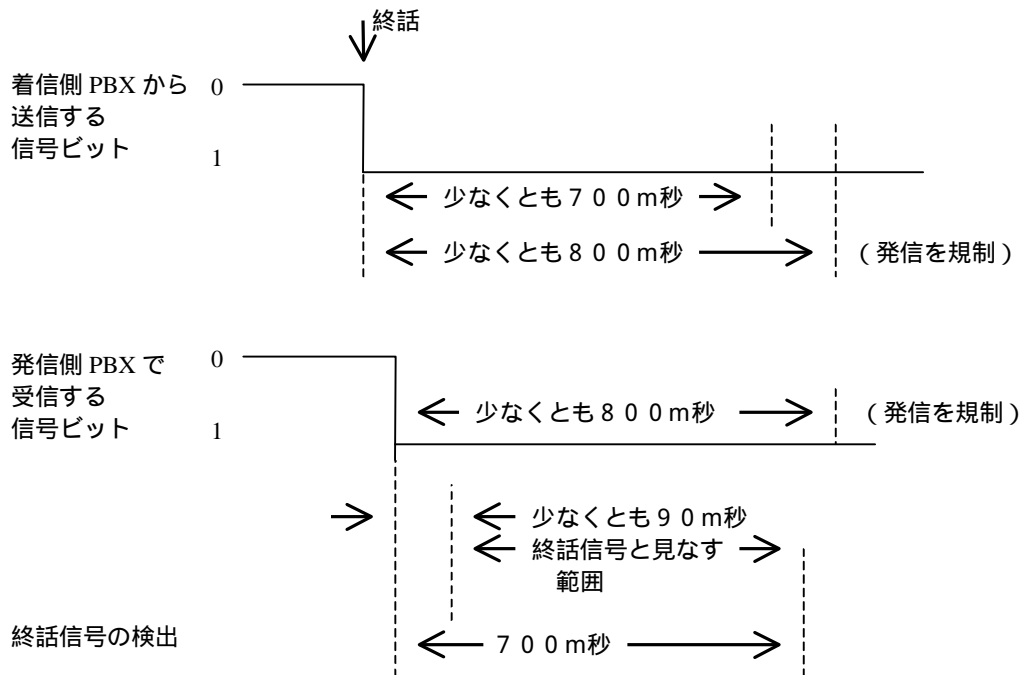 終話
着信側 PBX から
送信する
信号ビット
0
1
少なくとも７００ｍ秒
少なくとも８００ｍ秒
（発信を規制）
発信側 PBX で
受信する
信号ビット
0
1
少なくとも８００ｍ秒
（発信を規制）
少なくとも９０ｍ秒
終話信号と見なす
範囲
終話信号の検出
７００ｍ秒